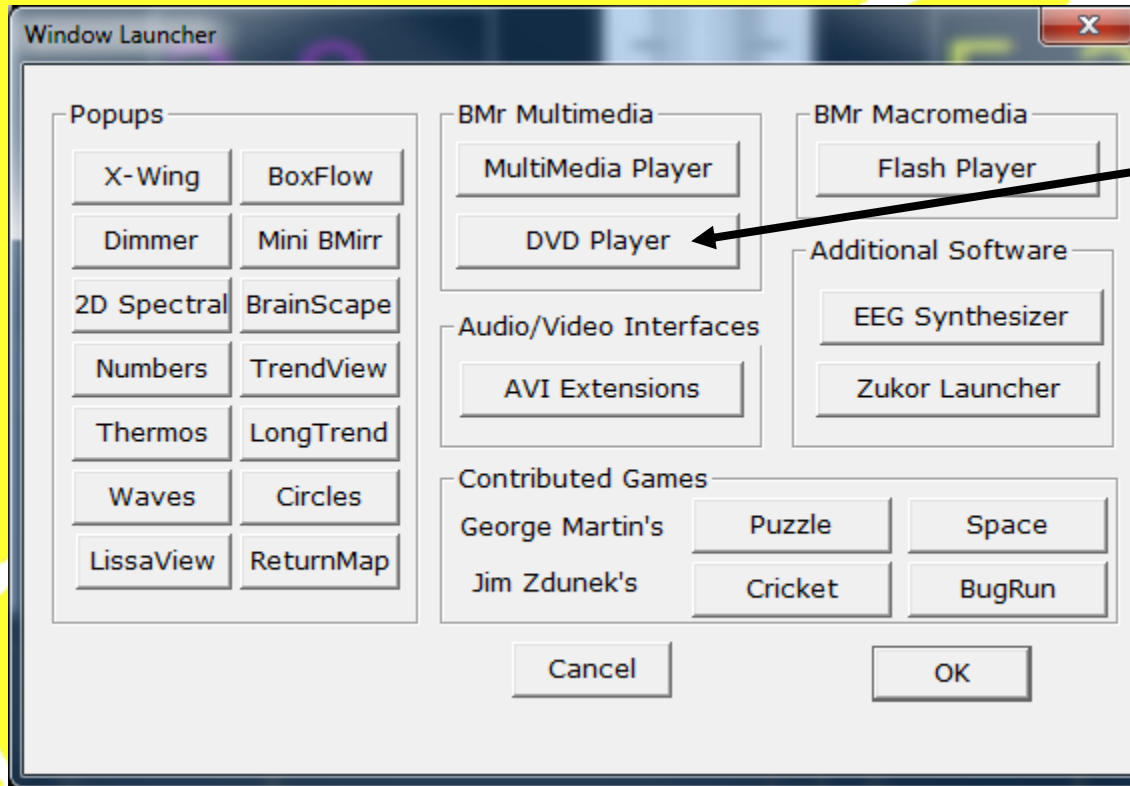 Window Launcher
X
Popups
X-Wing
BoxFlow
Dimmer
Mini BMirr
2D Spectral
BrainScape
Numbers
TrendView
Thermos
LongTrend
Waves
Circles
LissaView
ReturnMap
BMr Multimedia
MultiMedia Player
DVD Player
Audio/Video Interfaces
AVI Extensions
BMr Macromedia
Flash Player
Additional Software
EEG Synthesizer
Zukor Launcher
Contributed Games
George Martin's
Puzzle
Space
Jim Zdunek's
Cricket
BugRun
Cancel
OK